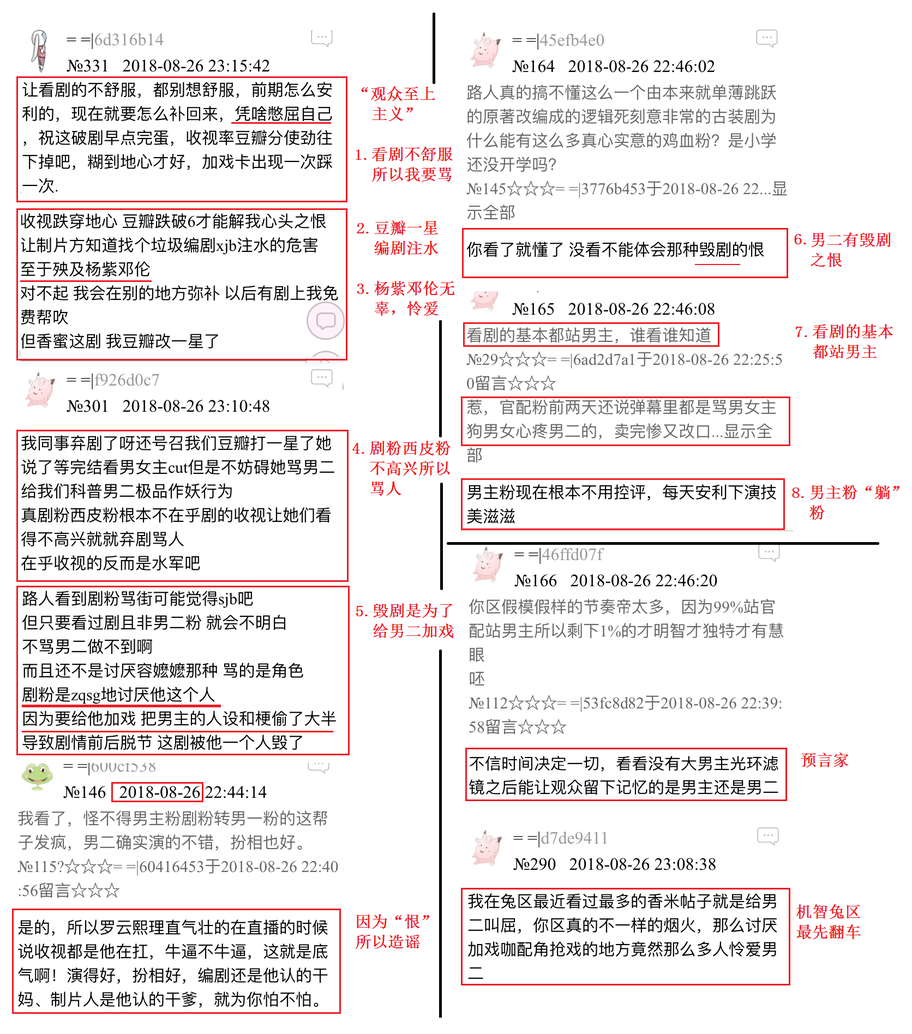 = =|6d316b14
№331 2018-08-26 23:15:42
让看剧的不舒服，都别想舒服，前期怎么安
利的，现在就要怎么补回来，凭啥憋屈自己
，祝这破剧早点完蛋，收视率豆瓣分使劲往
下掉吧，糊到地心才好，加戏卡出现一次踩
一次.
收视跌穿地心 豆瓣跌破6才能解我心头之恨
让制片方知道找个垃圾编剧xjb注水的危害
至于殃及杨紫邓伦
对不起 我会在别的地方弥补 以后有剧上我免
费帮吹
但香蜜这剧 我豆瓣改一星了
= =|f926d0c7
№301 2018-08-26 23:10:48
我同事弃剧了呀还号召我们豆瓣打一星了她
说了等完结看男女主cut但是不妨碍她骂男二
给我们科普男二极品作妖行为
真剧粉西皮粉根本不在乎剧的收视让她们看
得不高兴就就弃剧骂人
在乎收视的反而是水军吧
路人看到剧粉骂街可能觉得sjb吧
但只要看过剧且非男二粉 就会不明白
不骂男二做不到啊
而且还不是讨厌容嬷嬷那种 骂的是角色
剧粉是zqsg地讨厌他这个人
因为要给他加戏 把男主的人设和梗偷了大半
导致剧情前后脱节 这剧被他一个人毁了
= =|600cf538
№146 2018-08-26 22:44:14
我看了，怪不得男主粉剧粉转男一粉的这帮
子发疯，男二确实演的不错，扮相也好。
№115?☆☆☆= =|60416453于2018-08-26 22:40
:56留言☆☆☆
是的，所以罗云熙理直气壮的在直播的时候
说收视都是他在扛，牛逼不牛逼，这就是底
气啊！演得好，扮相好，编剧还是他认的干
妈、制片人是他认的干爹，就为你怕不怕。
“观众至上
主义”
1. 看剧不舒服
所以我要骂
2. 豆瓣一星
编剧注水
3. 杨紫邓伦无
辜，怜爱
4. 剧粉西皮粉
不高兴所以
骂人
5. 毁剧是为了
给男二加戏
因为“恨”
所以造谣
= =|45efb4e0
№164 2018-08-26 22:46:02
路人真的搞不懂这么一个由本来就单薄跳跃
的原著改编成的逻辑死刻意非常的古装剧为
什么能有这么多真心实意的鸡血粉？是小学
还没开学吗？
№145☆☆☆= =|3776b453于2018-08-26 22...显
示全部
你看了就懂了 没看不能体会那种毁剧的恨
№165 2018-08-26 22:46:08
看剧的基本都站男主，谁看谁知道
№29☆☆☆= =|6ad2d7a1于2018-08-26 22:25:5
0留言☆☆☆
惹，官配粉前两天还说弹幕里都是骂男女主
狗男女心疼男二的，卖完惨又改口...显示全
部
男主粉现在根本不用控评，每天安利下演技
美滋滋
= =|46ffd07f
№166 2018-08-26 22:46:20
你区假模假样的节奏帝太多，因为99%站官
配站男主所以剩下1%的才明智才独特才有慧
眼
呸
№112☆☆☆= =|53fc8d82于2018-08-26 22:39:
58留言☆☆☆
不信时间决定一切，看看没有大男主光环滤
镜之后能让观众留下记忆的是男主还是男二
= =|d7de9411
№290 2018-08-26 23:08:38
我在兔区最近看过最多的香米帖子就是给男
二叫屈，你区真的不一样的烟火，那么讨厌
加戏咖配角抢戏的地方竟然那么多人怜爱男
二
6. 男二有毁剧
之恨
7. 看剧的基本
都站男主
8. 男主粉“躺”
粉
预言家
机智兔区
最先翻车